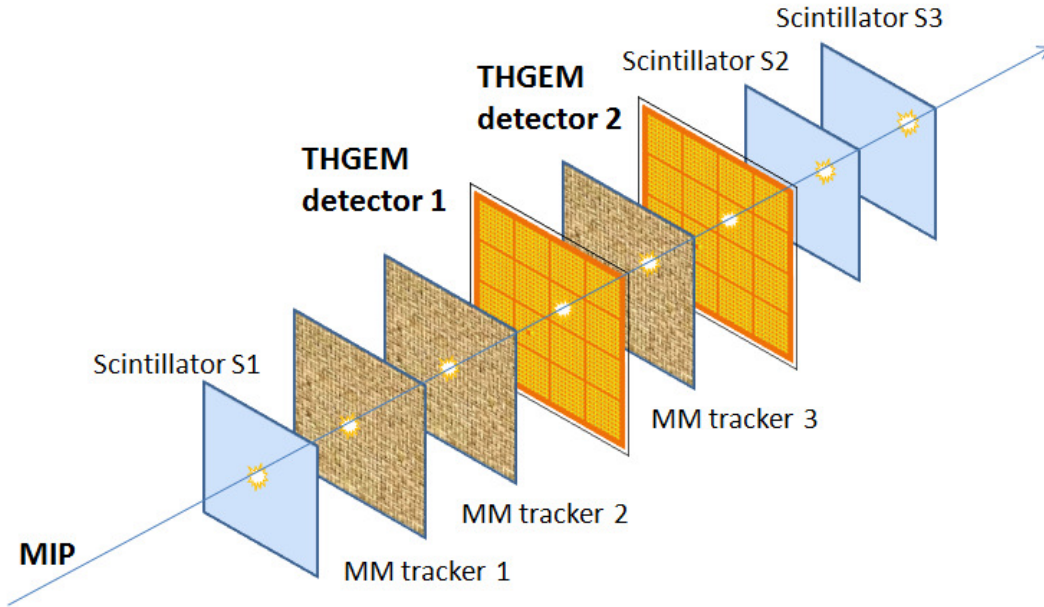 Scintillator S3
Scintillator S2
THGEM
detector 2
THGEM
detector 1
Scintillator S1
MM tracker 3
MM tracker 2
MIP
MM tracker 1